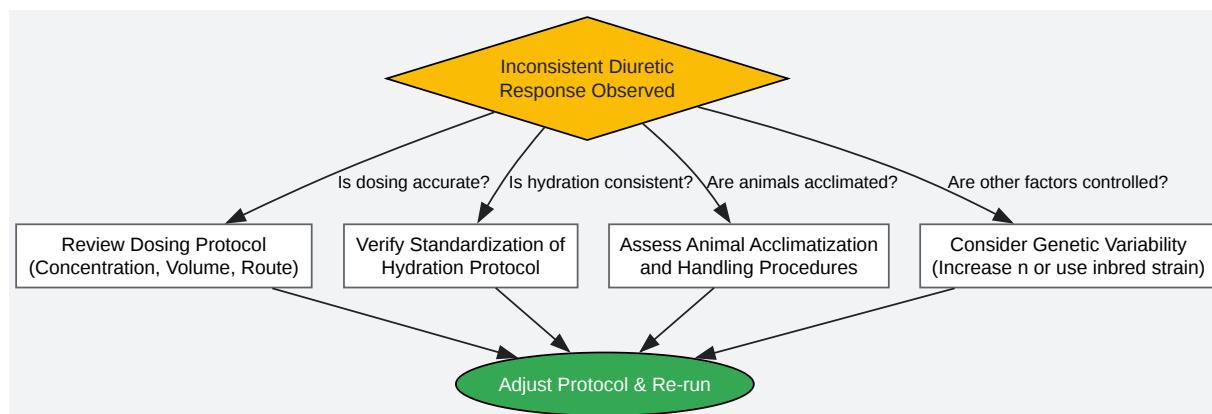 Inconsistent Diuretic
Response Observed
Is dosing accurate?
Is hydration consistent?
Are animals acclimated?
Are other factors controlled?
Review Dosing Protocol
(Concentration, Volume, Route)
Verify Standardization of
Hydration Protocol
Assess Animal Acclimatization
and Handling Procedures
Consider Genetic Variability
(Increase n or use inbred strain)
Adjust Protocol & Re-run